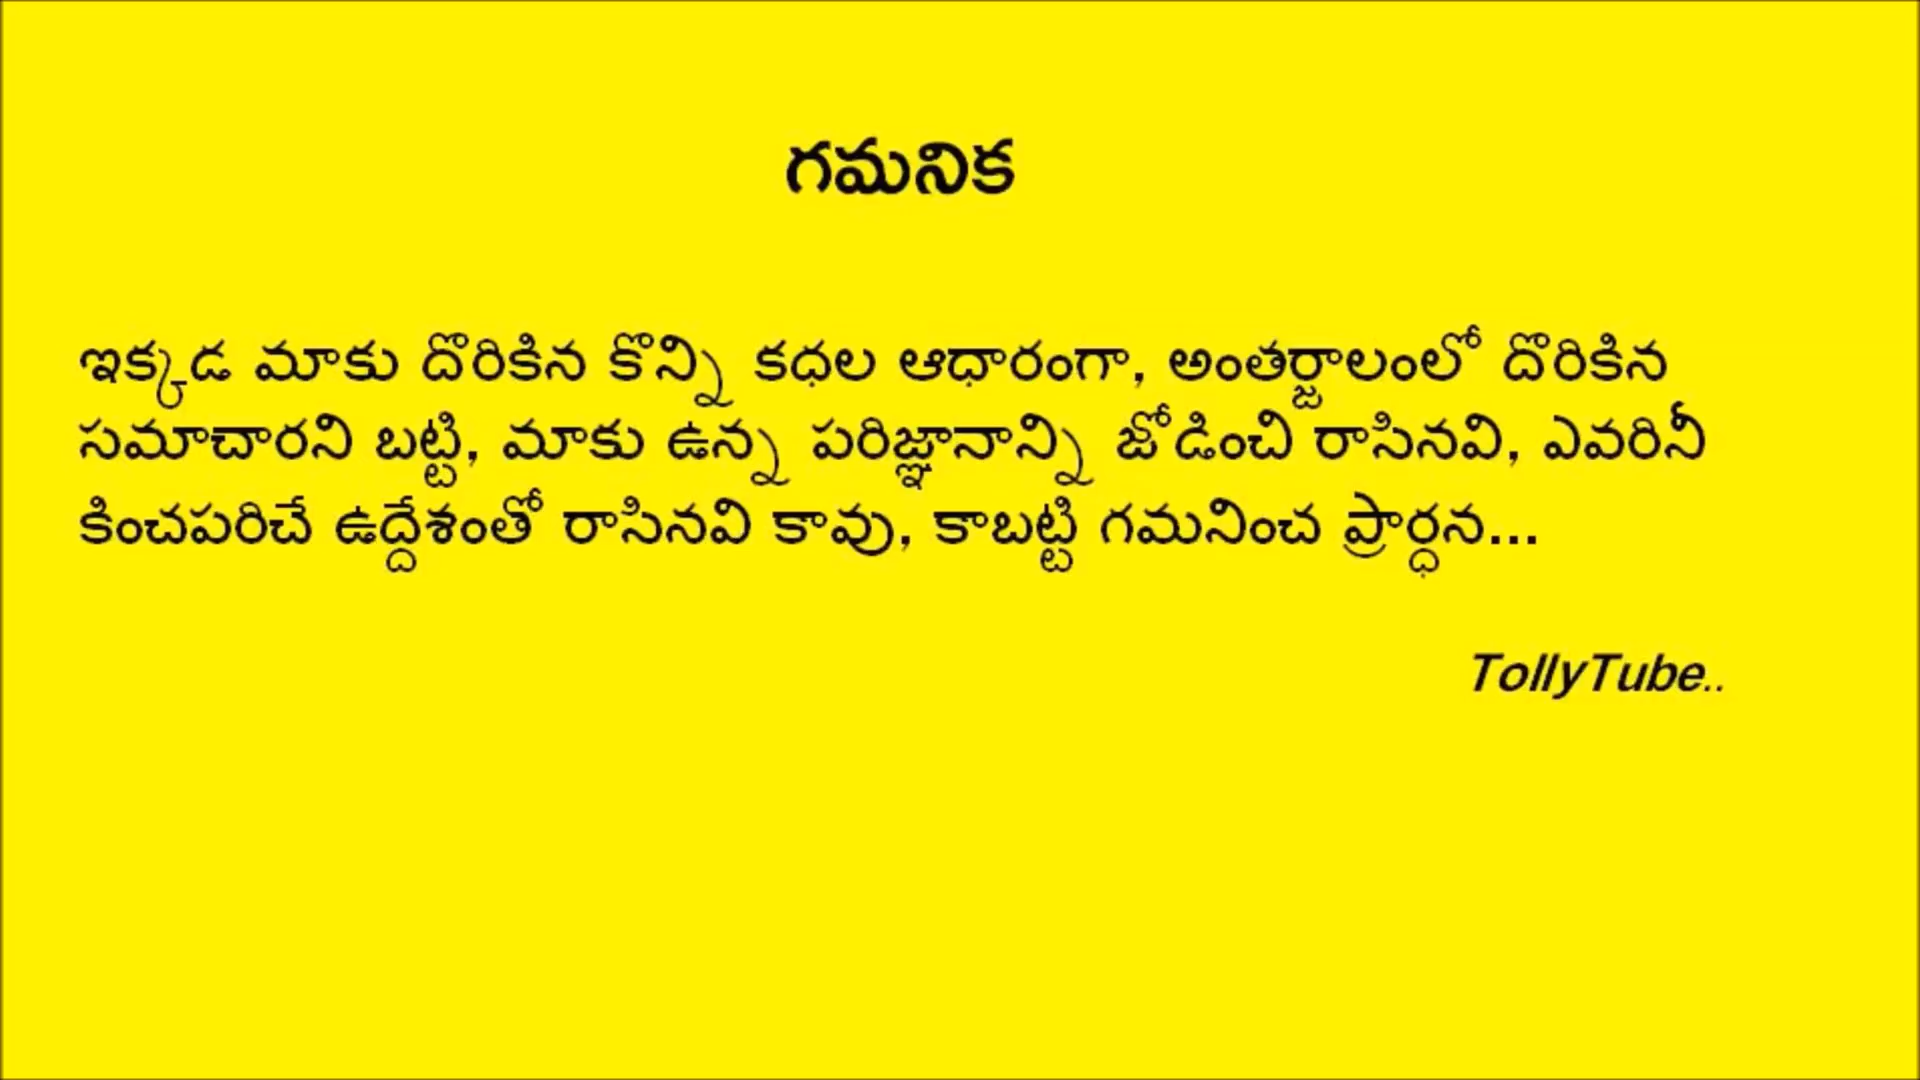 గమనిక
ఇక్కడ మాకు దొరికిన కొన్ని కధల ఆధారంగా, అంతర్జాలంలో దొరికిన
సమాచారని బట్టి, మాకు ఉన్న పరిజ్ఞానాన్ని జోడించి రాసినవి, ఎవరినీ
కించపరిచే ఉద్దేశంతో రాసినవి కావు, కాబట్టి గమనించ ప్రార్ధన...
TollyTube..